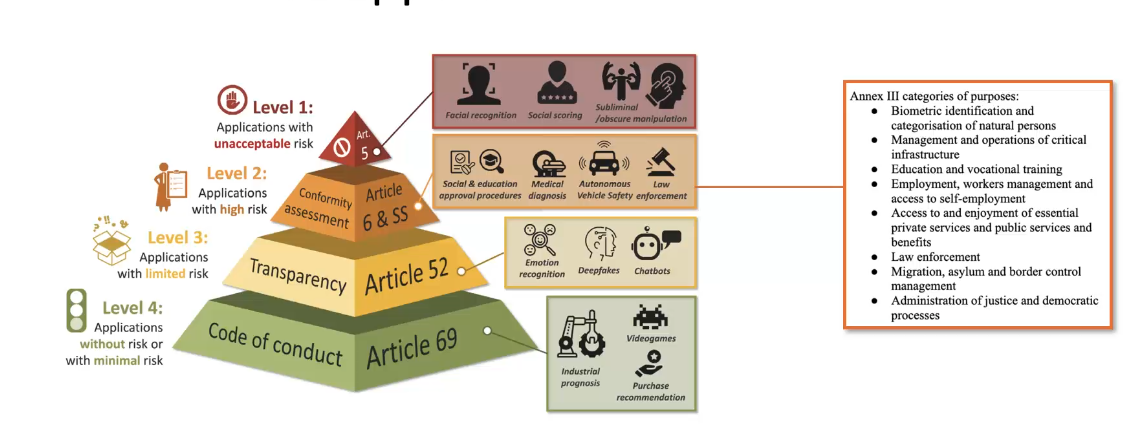 Level 1:
Applications with
unacceptable risk
Art.
5
Facial recognition
Social scoring
Subliminal
/obscure manipulation
Level 2:
Applications
with high risk
Conformity
assessment
Article
6 & SS
Social & education
approval procedures
Medical
diagnosis
Autonomous
Vehicle Safety
Law
enforcement
Level 3:
Applications
with limited risk
Transparency
Article 52
Emotion
recognition
Deepfakes
Chatbots
Level 4:
Applications
without risk or
with minimal risk
Code of conduct
Article 69
Industrial
prognosis
Videogames
Purchase
recommendation
Annex III categories of purposes:
● Biometric identification and
categorisation of natural persons
● Management and operations of critical
infrastructure
● Education and vocational training
● Employment, workers management and
access to self-employment
● Access to and enjoyment of essential
private services and public services and
benefits
● Law enforcement
● Migration, asylum and border control
management
● Administration of justice and democratic
processes